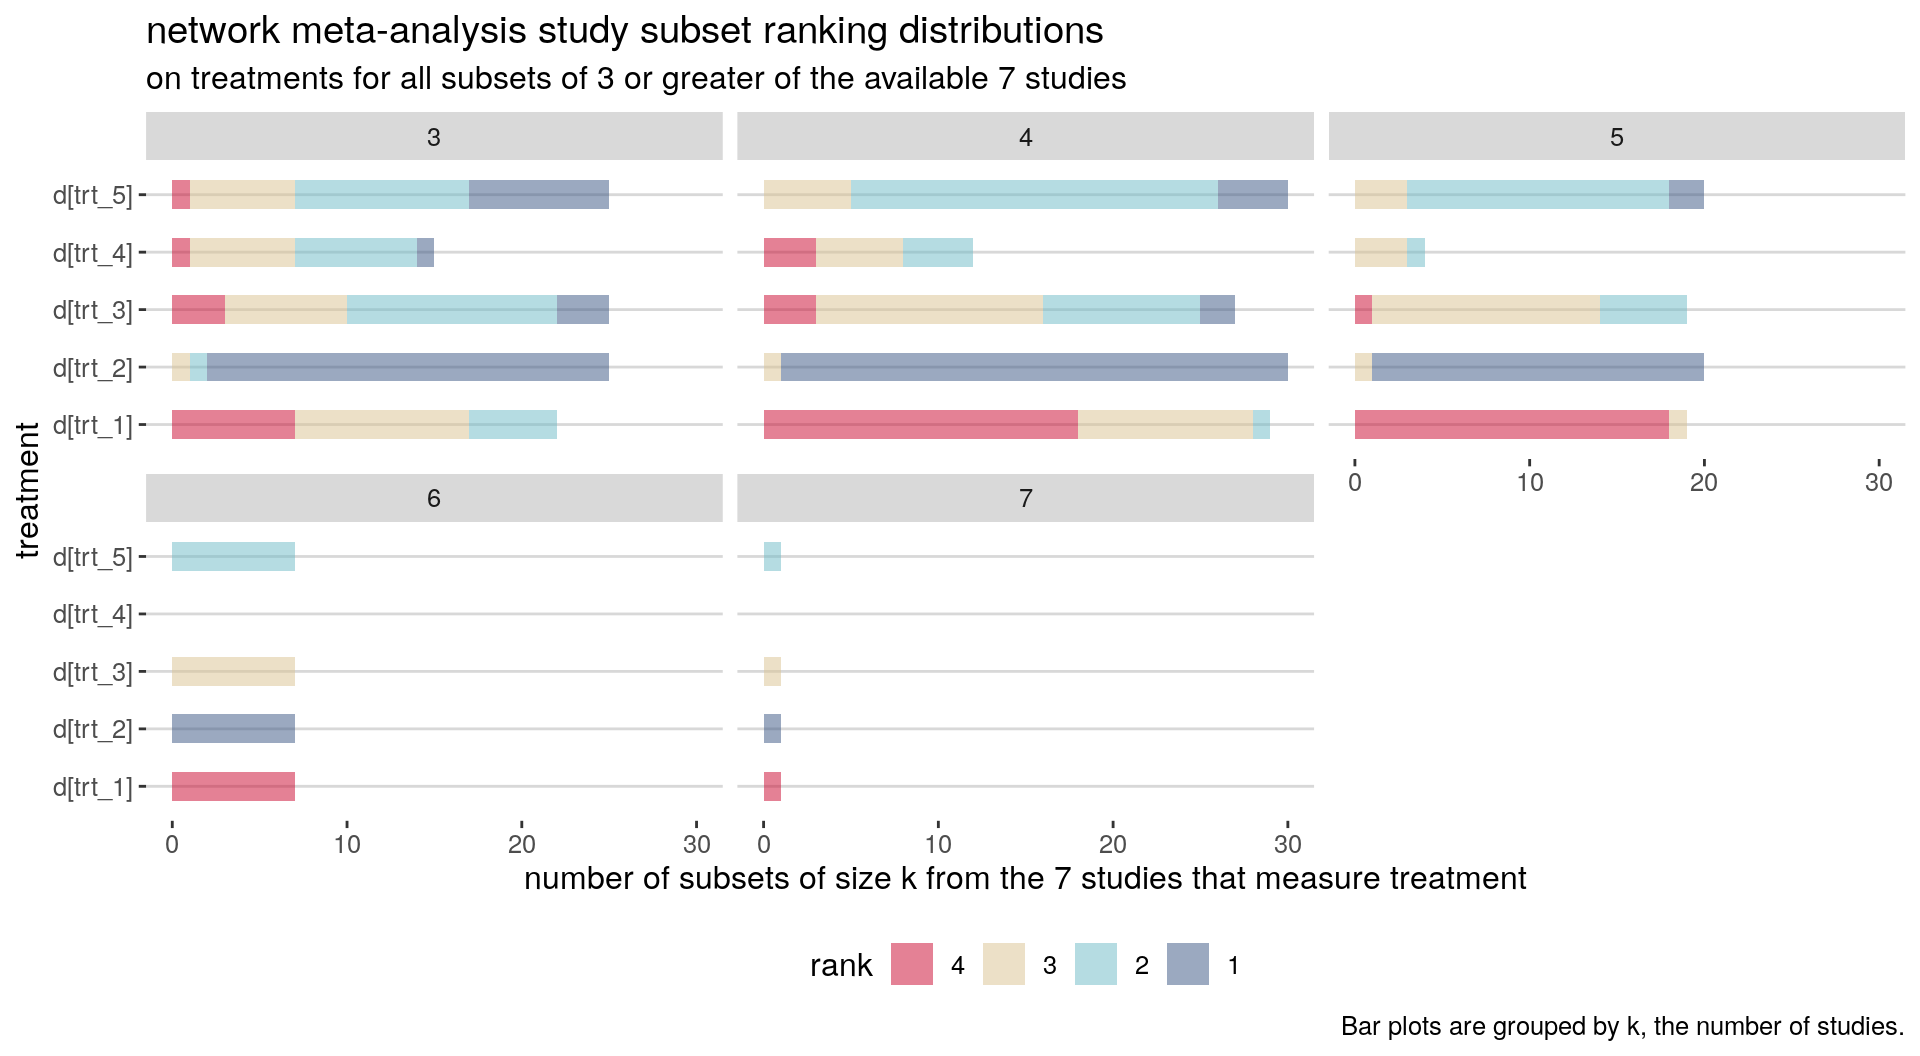 network meta-analysis study subset ranking distributions
on treatments for all subsets of 3 or greater of the available 7 studies
3 4 5
d[trt_5]
d[trt_4]
d[trt_3]
d[trt_2]
d[trt_1]
0 10 20 30
treatment
6 7
d[trt_5]
d[trt_4]
d[trt_3]
d[trt_2]
d[trt_1]
0 10 20 30 0 10 20 30
number of subsets of size k from the 7 studies that measure treatment
rank 4 3 2 1
Bar plots are grouped by k, the number of studies.